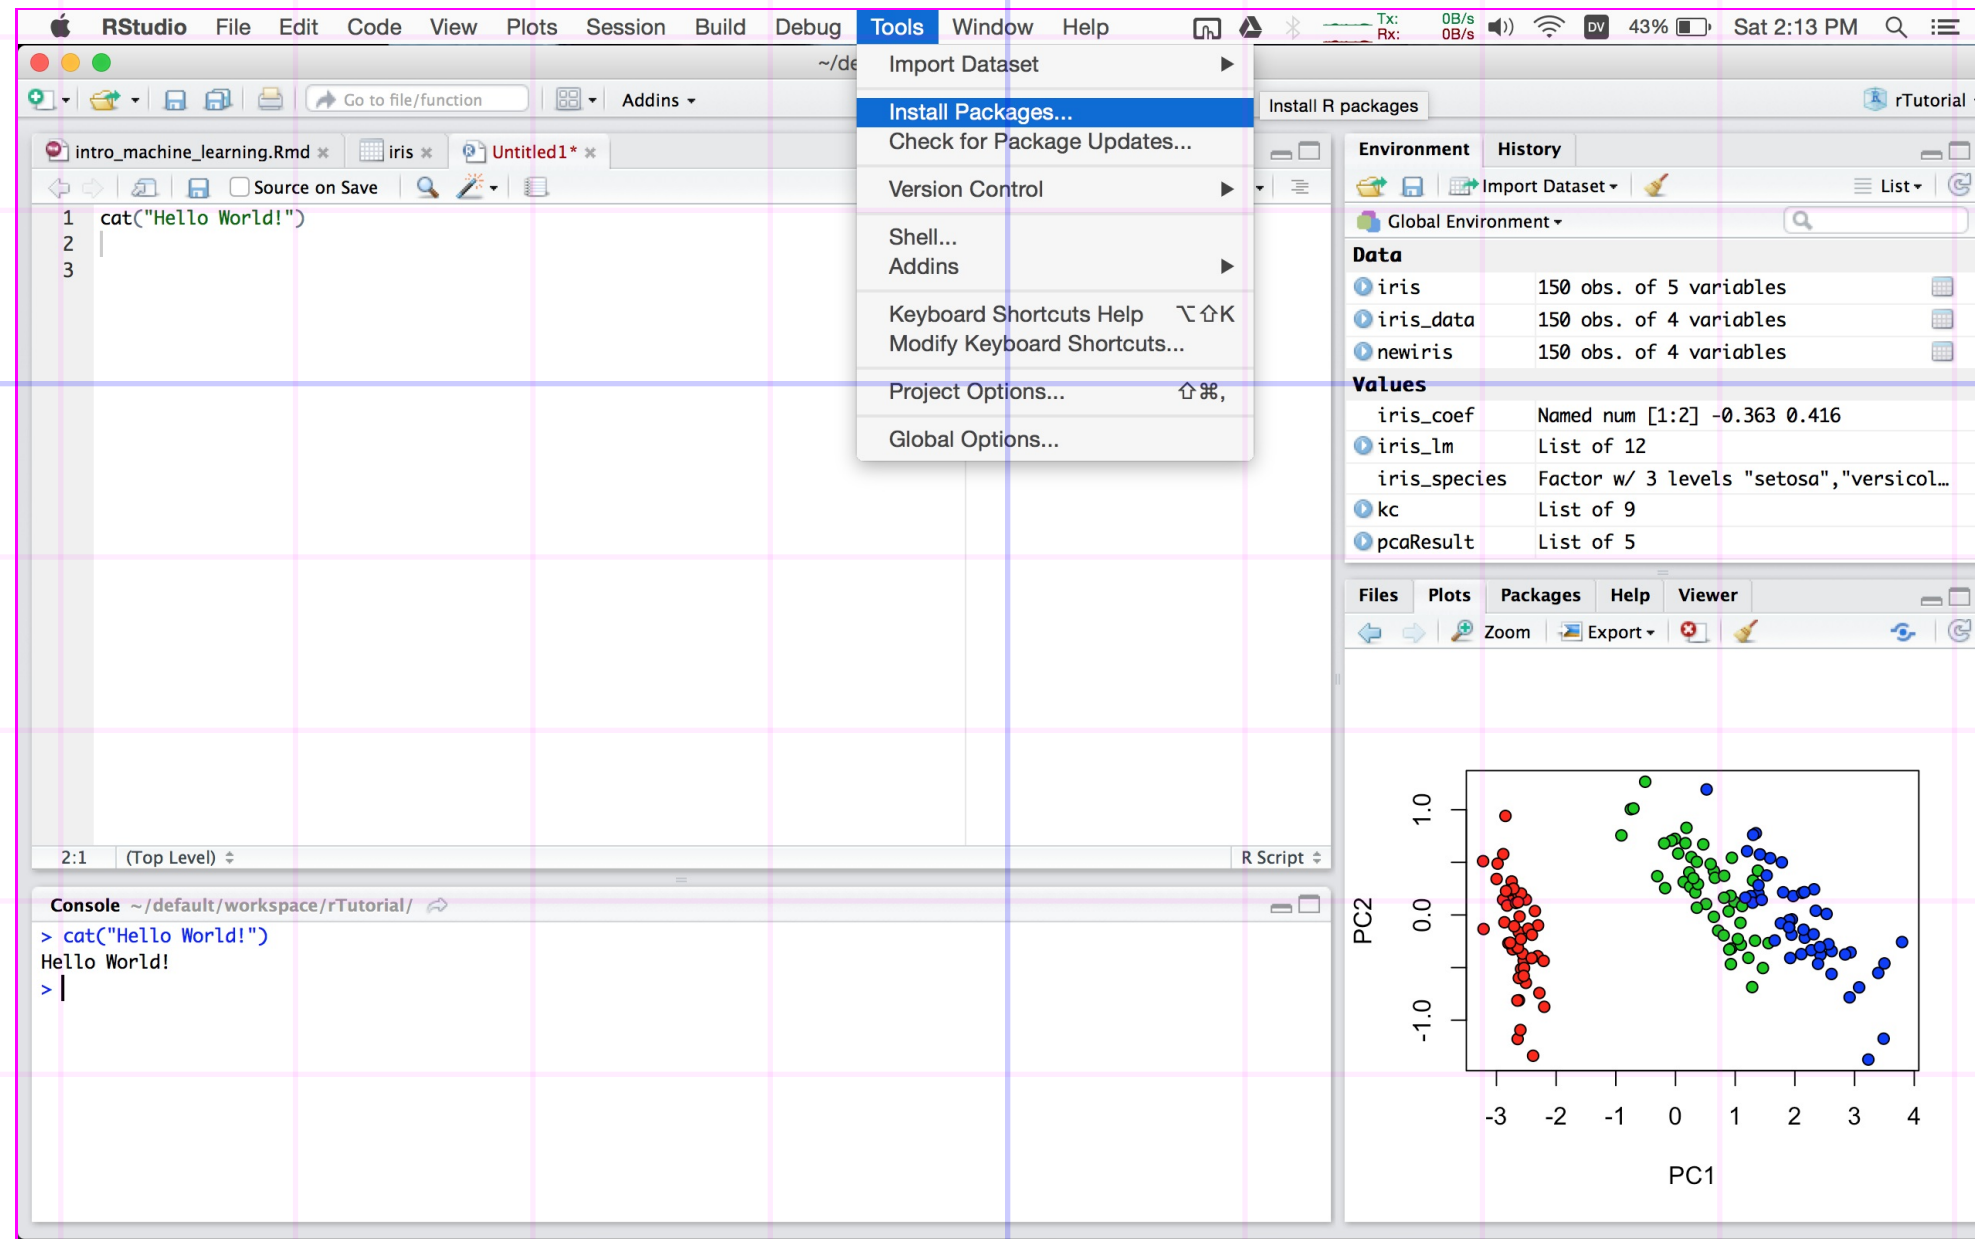 RStudio File Edit Code View Plots Session Build Debug Tools Window Help Tx: 0B/s Rx: 0B/s DV 43% Sat 2:13 PM
~/de
Go to file/function Addins rTutorial
Import Dataset
Install Packages...
Install R packages
Check for Package Updates...
Version Control
Shell...
Addins
Keyboard Shortcuts Help ⌥⇧K
Modify Keyboard Shortcuts...
Project Options... ⇧⌘,
Global Options...
intro_machine_learning.Rmd iris Untitled1*
Source on Save
1 cat("Hello World!")
2
3
2:1 (Top Level) R Script
Console ~/default/workspace/rTutorial/
> cat("Hello World!")
Hello World!
>
Environment History
Import Dataset List
Global Environment
Data
iris 150 obs. of 5 variables
iris_data 150 obs. of 4 variables
newiris 150 obs. of 4 variables
Values
iris_coef Named num [1:2] -0.363 0.416
iris_lm List of 12
iris_species Factor w/ 3 levels "setosa","versicol…
kc List of 9
pcaResult List of 5
Files Plots Packages Help Viewer
Zoom Export
PC2
1.0
0.0
-1.0
-3 -2 -1 0 1 2 3 4
PC1